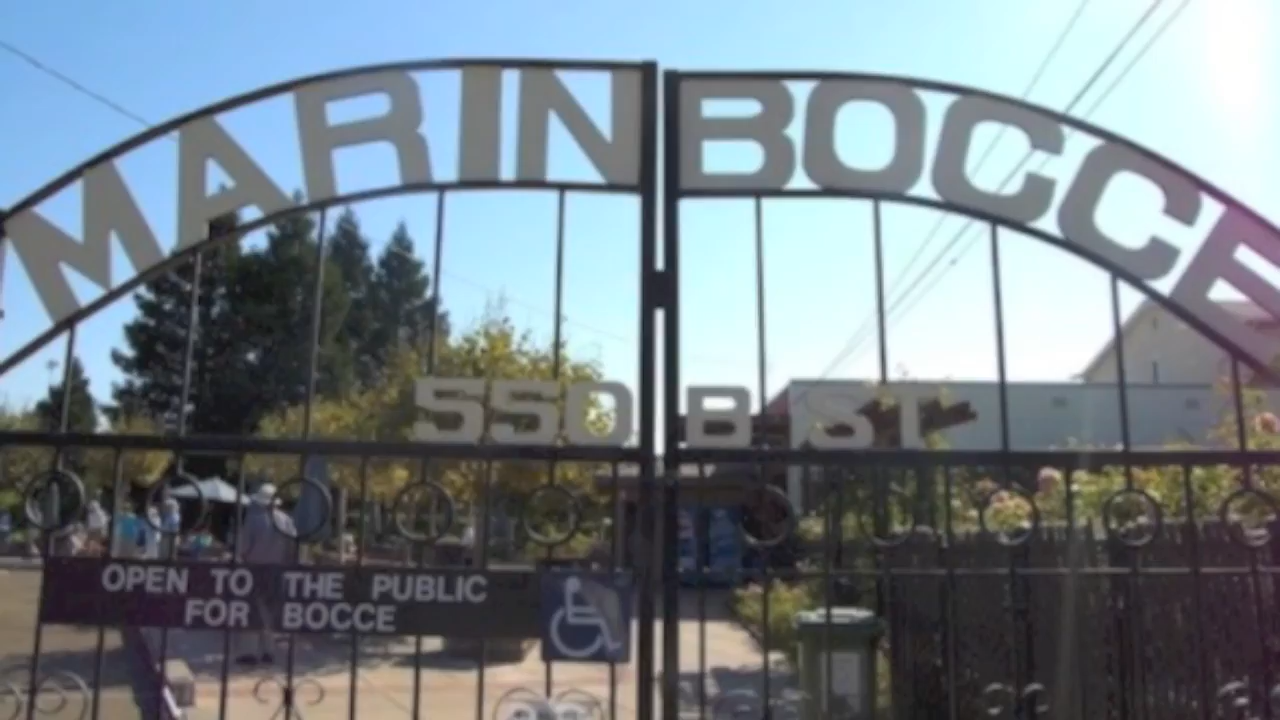 MARIN BOCCE
550 B ST
OPEN TO THE PUBLIC
FOR BOCCE